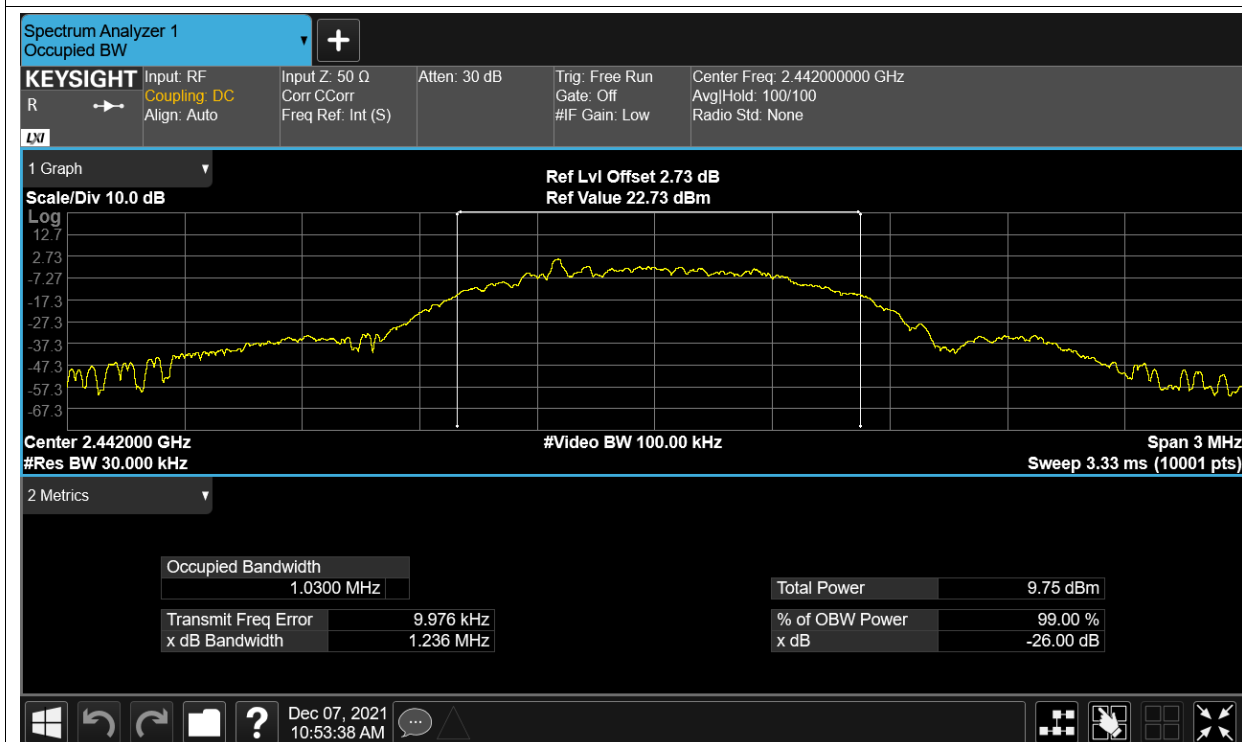 Spectrum Analyzer 1
Occupied BW
KEYSIGHT
R
LXI
Input: RF
Coupling: DC
Align: Auto
Input Z: 50 Ω
Corr CCorr
Freq Ref: Int (S)
Atten: 30 dB
Trig: Free Run
Gate: Off
#IF Gain: Low
Center Freq: 2.442000000 GHz
Avg|Hold: 100/100
Radio Std: None
1 Graph
Scale/Div 10.0 dB
Ref Lvl Offset 2.73 dB
Ref Value 22.73 dBm
Log
12.7
2.73
-7.27
-17.3
-27.3
-37.3
-47.3
-57.3
-67.3
Center 2.442000 GHz
#Video BW 100.00 kHz
Span 3 MHz
#Res BW 30.000 kHz
Sweep 3.33 ms (10001 pts)
2 Metrics
Occupied Bandwidth
1.0300 MHz
Total Power 9.75 dBm
Transmit Freq Error 9.976 kHz
% of OBW Power 99.00 %
x dB Bandwidth 1.236 MHz
x dB -26.00 dB
?
Dec 07, 2021
10:53:38 AM